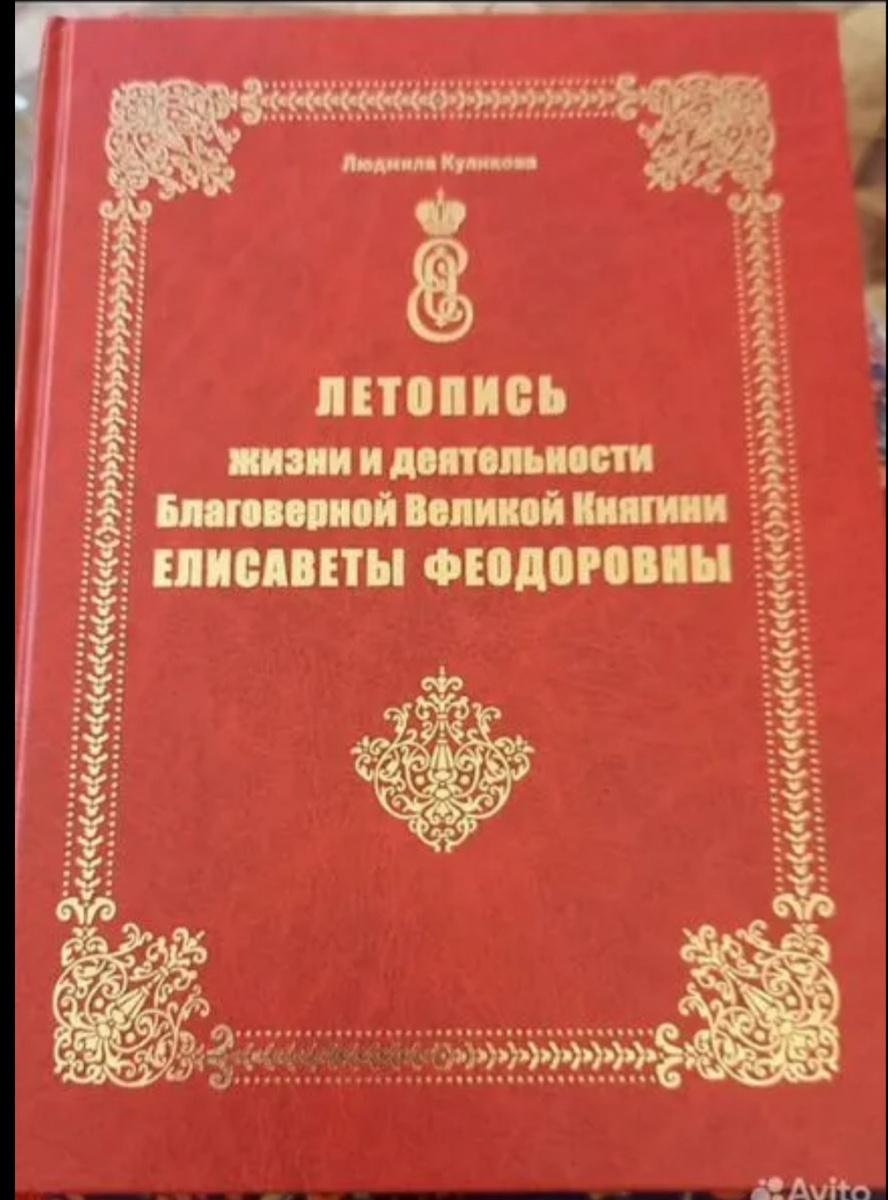 Людмила Куликова
ЛЕТОПИСЬ
жизни и деятельности
Благоверной Великой Княгини
ЕЛИСАВЕТЫ ФЕОДОРОВНЫ
Avito